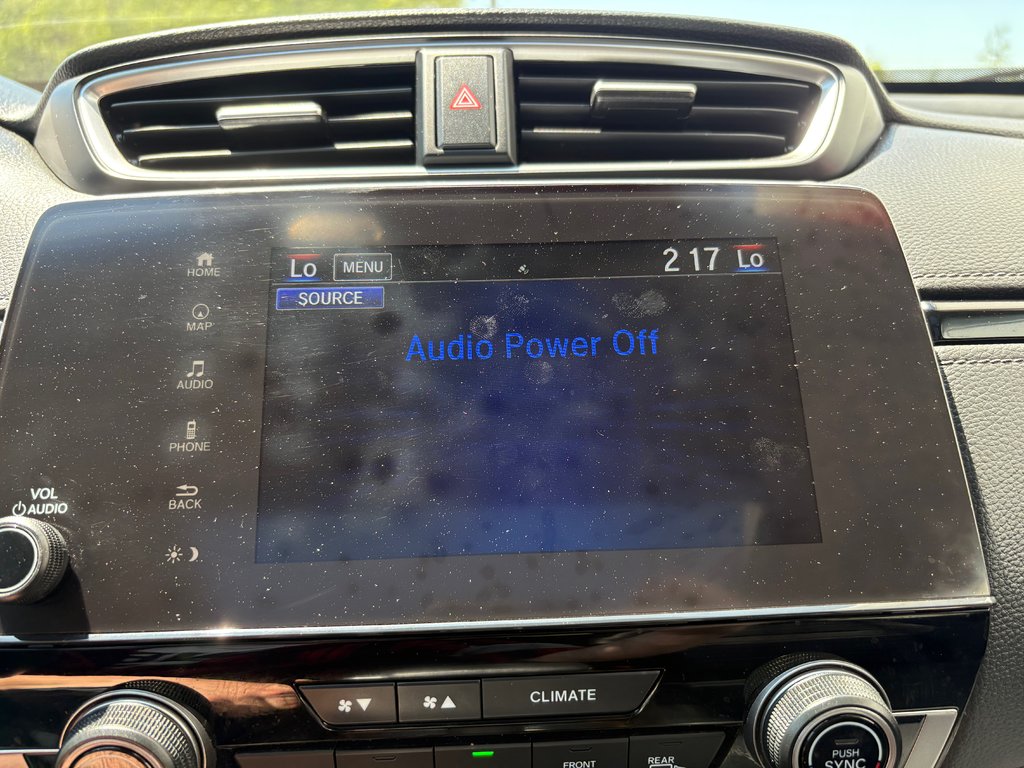 HOME
MAP
AUDIO
PHONE
BACK
VOL
AUDIO
Lo MENU 2 17 Lo
SOURCE
Audio Power Off
CLIMATE
PUSH
SYNC
FRONT
REAR